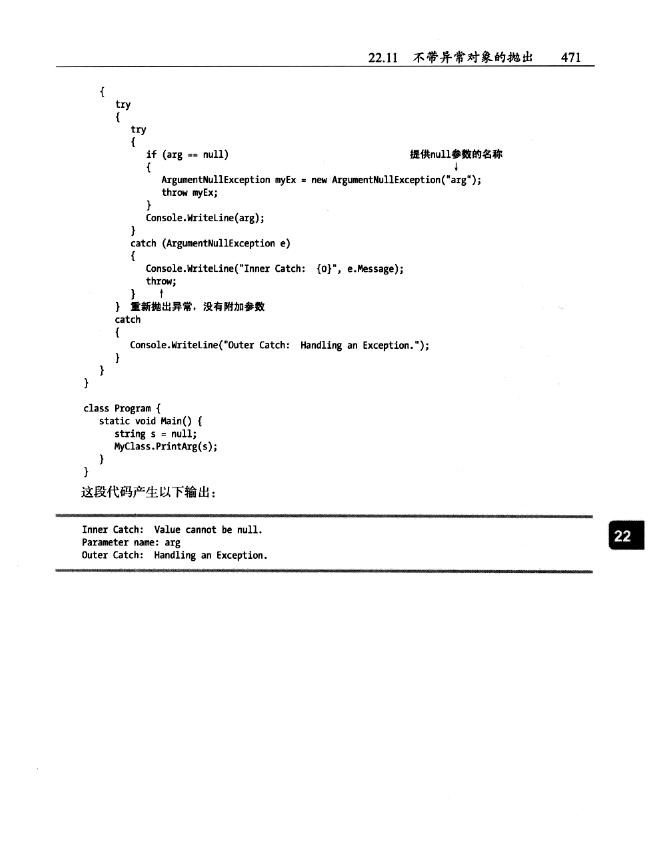 22.11 不带异常对象的抛出 471
{
try
{
try
{
if (arg == null) 提供null参数的名称
{ ↓
ArgumentNullException myEx = new ArgumentNullException("arg");
throw myEx;
}
Console.WriteLine(arg);
}
catch (ArgumentNullException e)
{
Console.WriteLine("Inner Catch: {0}", e.Message);
throw;
} ↑
} 重新抛出异常，没有附加参数
catch
{
Console.WriteLine("Outer Catch: Handling an Exception.");
}
}
}
class Program {
static void Main() {
string s = null;
MyClass.PrintArg(s);
}
}
这段代码产生以下输出：
Inner Catch: Value cannot be null.
Parameter name: arg
Outer Catch: Handling an Exception.
22